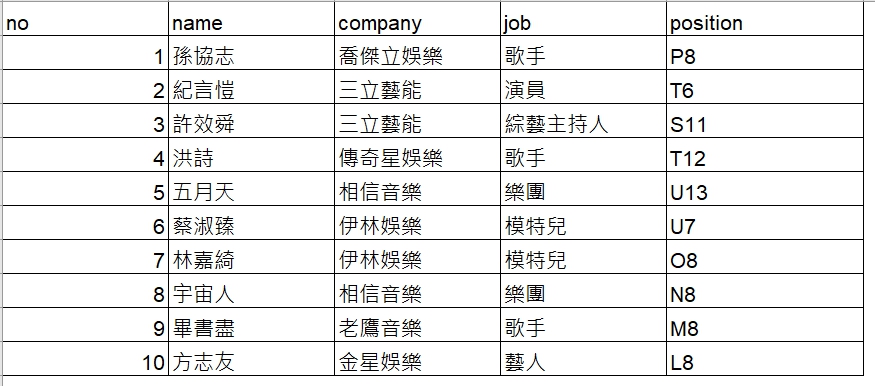 no name company job position
1 孫協志 喬傑立娛樂 歌手 P8
2 紀言愷 三立藝能 演員 T6
3 許效舜 三立藝能 綜藝主持人 S11
4 洪詩 傳奇星娛樂 歌手 T12
5 五月天 相信音樂 樂團 U13
6 蔡淑臻 伊林娛樂 模特兒 U7
7 林嘉綺 伊林娛樂 模特兒 O8
8 宇宙人 相信音樂 樂團 N8
9 畢書盡 老鷹音樂 歌手 M8
10 方志友 金星娛樂 藝人 L8